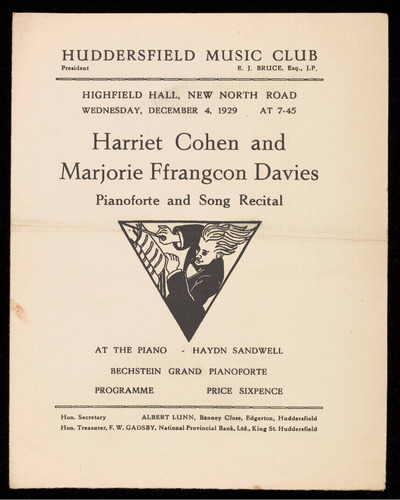 HUDDERSFIELD MUSIC CLUB
President E. J. BRUCE, Esq., J.P.
HIGHFIELD HALL, NEW NORTH ROAD
WEDNESDAY, DECEMBER 4, 1929 AT 7-45
Harriet Cohen and
Marjorie Ffrangcon Davies
Pianoforte and Song Recital
AT THE PIANO - HAYDN SANDWELL
BECHSTEIN GRAND PIANOFORTE
PROGRAMME PRICE SIXPENCE
Hon. Secretary ALBERT LUNN, Banney Close, Edgerton, Huddersfield
Hon. Treasurer, F. W. GADSBY, National Provincial Bank, Ltd., King St. Huddersfield